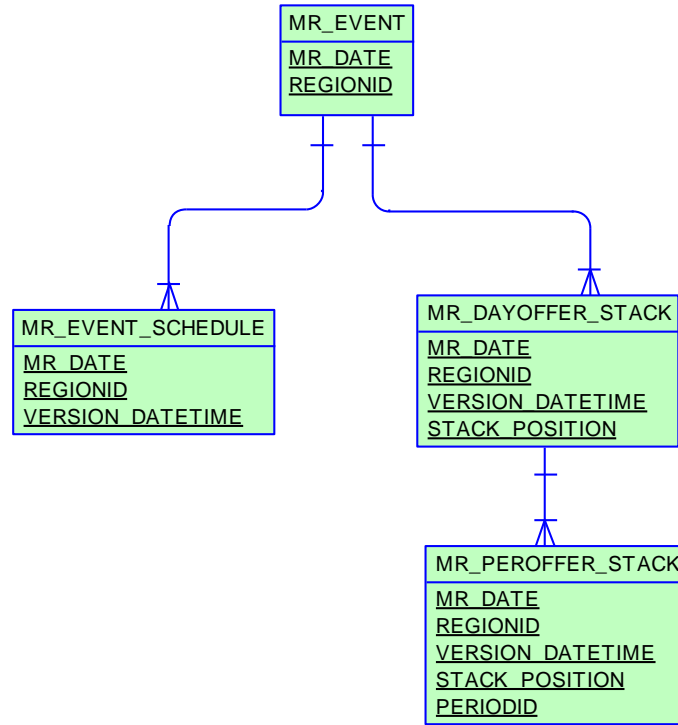 MR_EVENT
MR_DATE
REGIONID
MR_EVENT_SCHEDULE
MR_DATE
REGIONID
VERSION_DATETIME
MR_DAYOFFER_STACK
MR_DATE
REGIONID
VERSION_DATETIME
STACK_POSITION
MR_PEROFFER_STACK
MR_DATE
REGIONID
VERSION_DATETIME
STACK_POSITION
PERIODID